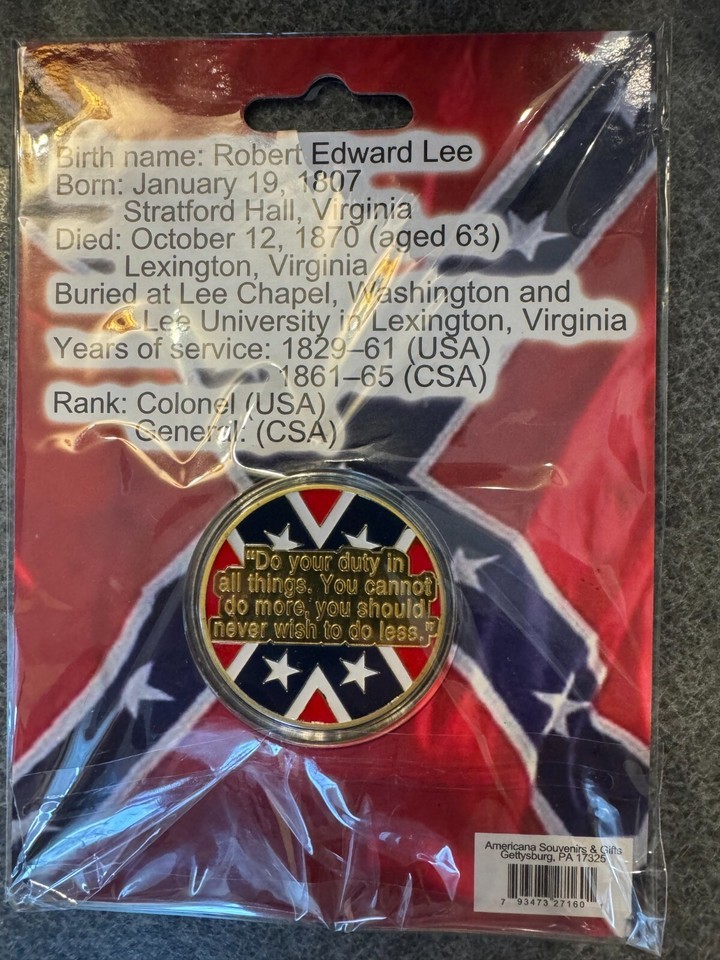 Birth name: Robert Edward Lee
Born: January 19, 1807
Stratford Hall, Virginia
Died: October 12, 1870 (aged 63)
Lexington, Virginia
Buried at Lee Chapel, Washington and
Lee University in Lexington, Virginia
Years of service: 1829–61 (USA)
1861–65 (CSA)
Rank: Colonel (USA)
General: (CSA)
"Do your duty in
all things. You cannot
do more, you should
never wish to do less."
Americana Souvenirs & Gifts
Gettysburg, PA 17325
7 93473 27160